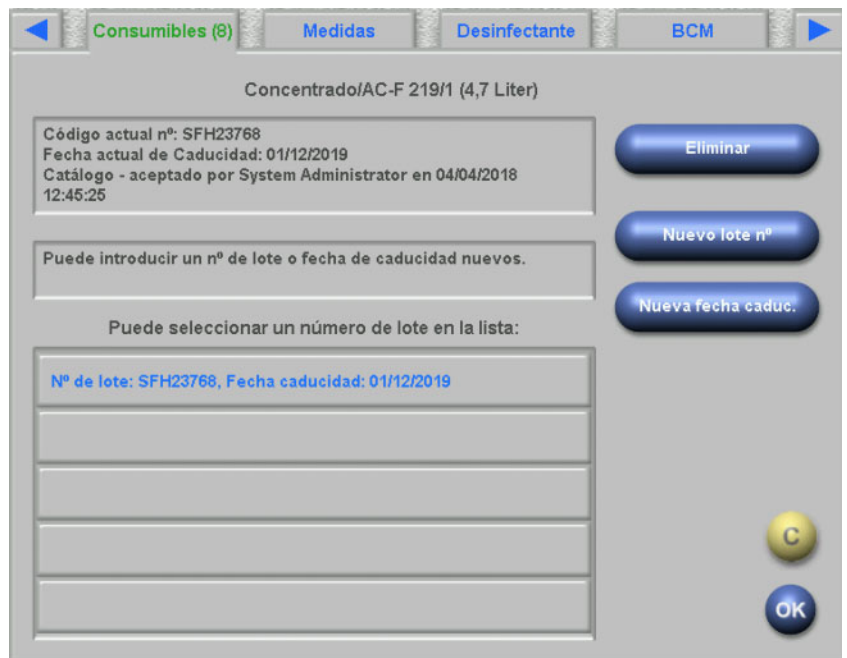 Consumibles (8)
Medidas
Desinfectante
BCM
Concentrado/AC-F 219/1 (4,7 Liter)
Código actual nº: SFH23768
Fecha actual de Caducidad: 01/12/2019
Catálogo - aceptado por System Administrator en 04/04/2018
12:45:25
Eliminar
Nuevo lote nº
Puede introducir un nº de lote o fecha de caducidad nuevos.
Nueva fecha caduc.
Puede seleccionar un número de lote en la lista:
Nº de lote: SFH23768, Fecha caducidad: 01/12/2019
C
OK